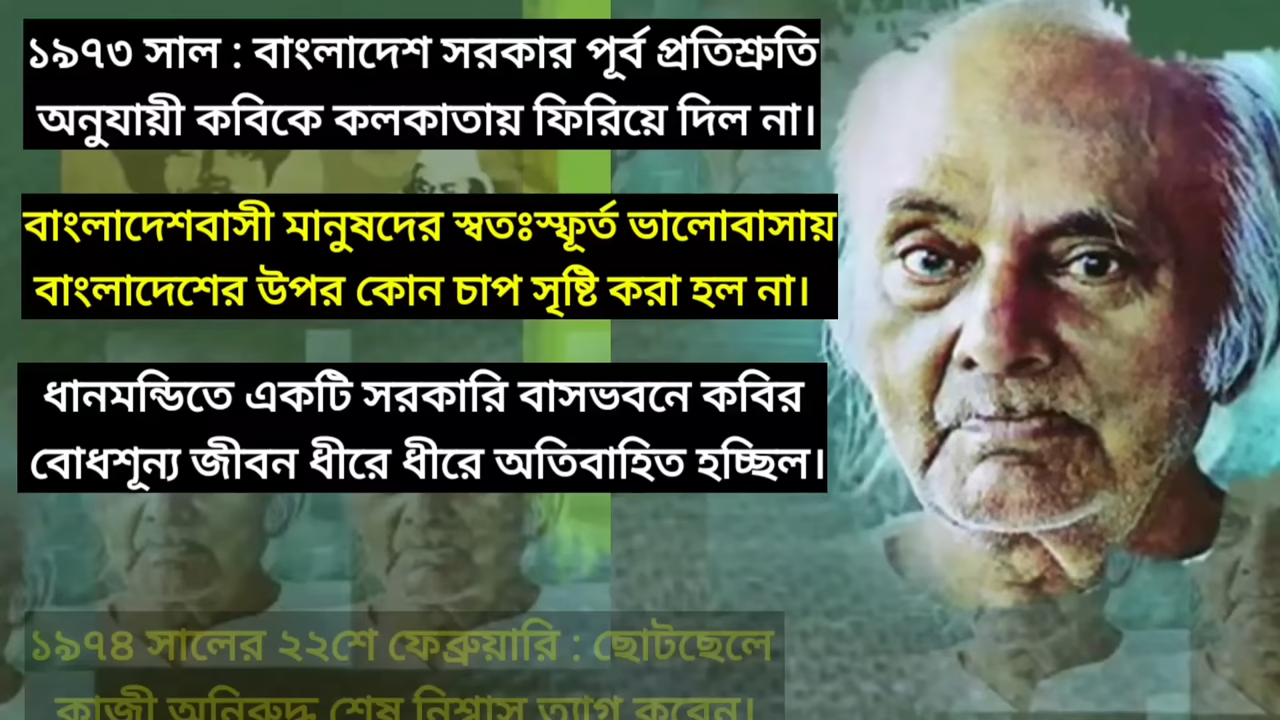 ১৯৭৩ সাল : বাংলাদেশ সরকার পূর্ব প্রতিশ্রুতি
অনুযায়ী কবিকে কলকাতায় ফিরিয়ে দিল না।
বাংলাদেশবাসী মানুষদের স্বতঃস্ফূর্ত ভালোবাসায়
বাংলাদেশের উপর কোন চাপ সৃষ্টি করা হল না।
ধানমন্ডিতে একটি সরকারি বাসভবনে কবির
বোধশূন্য জীবন ধীরে ধীরে অতিবাহিত হচ্ছিল।
১৯৭৪ সালের ২২শে ফেব্রুয়ারি : ছোটছেলে
কাজী অনিরুদ্ধ শেষ নিশ্বাস ত্যাগ করেন।